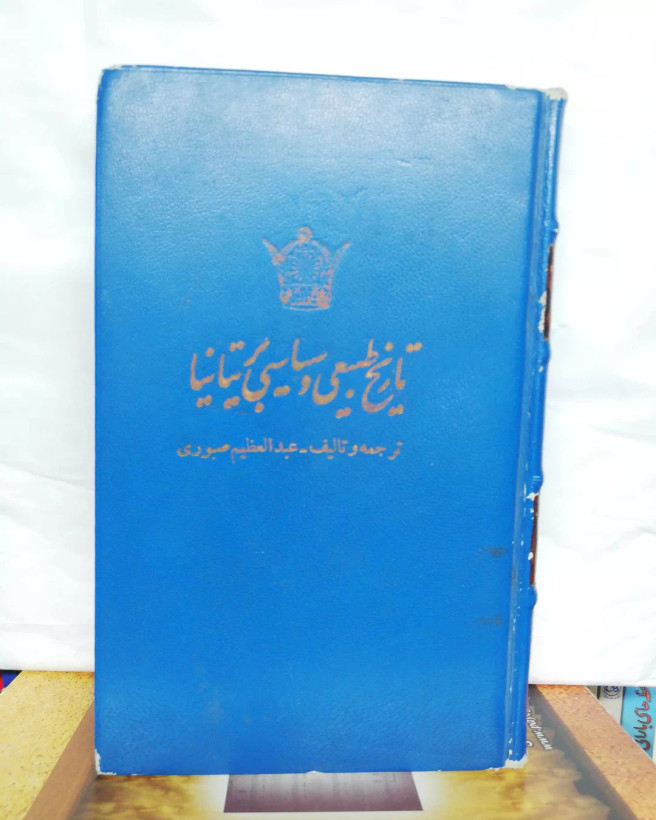 تاریخ طبیعی و سیاسی بریتانیا
ترجمه و تالیف - عبدالعظیم صبوری